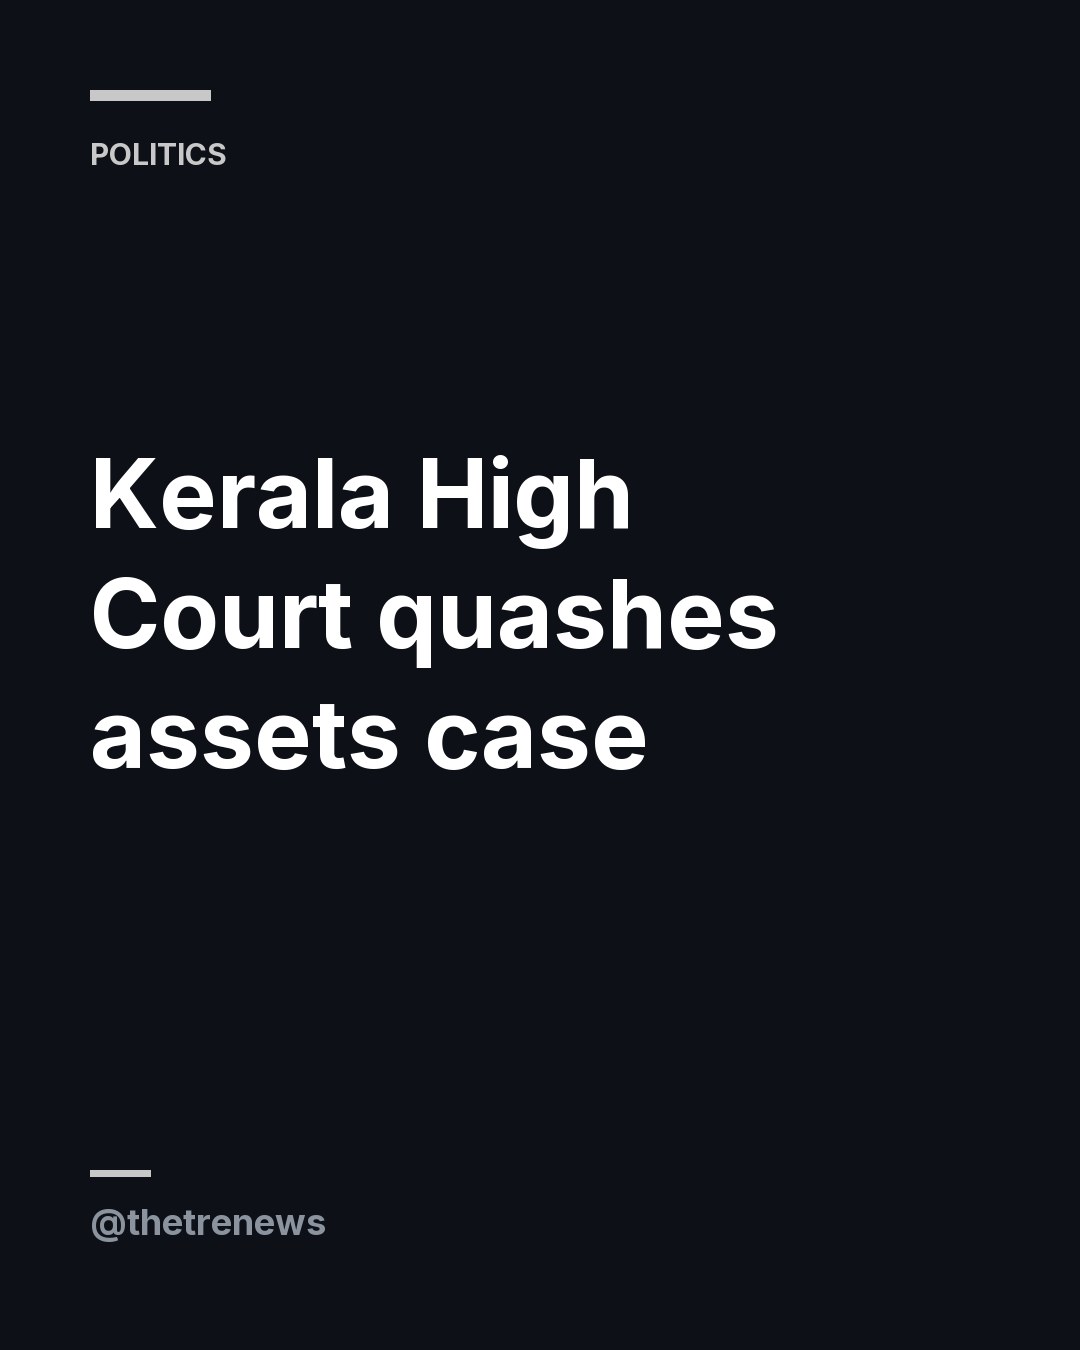 POLITICS
Kerala High
Court quashes
assets case
@thetrenews